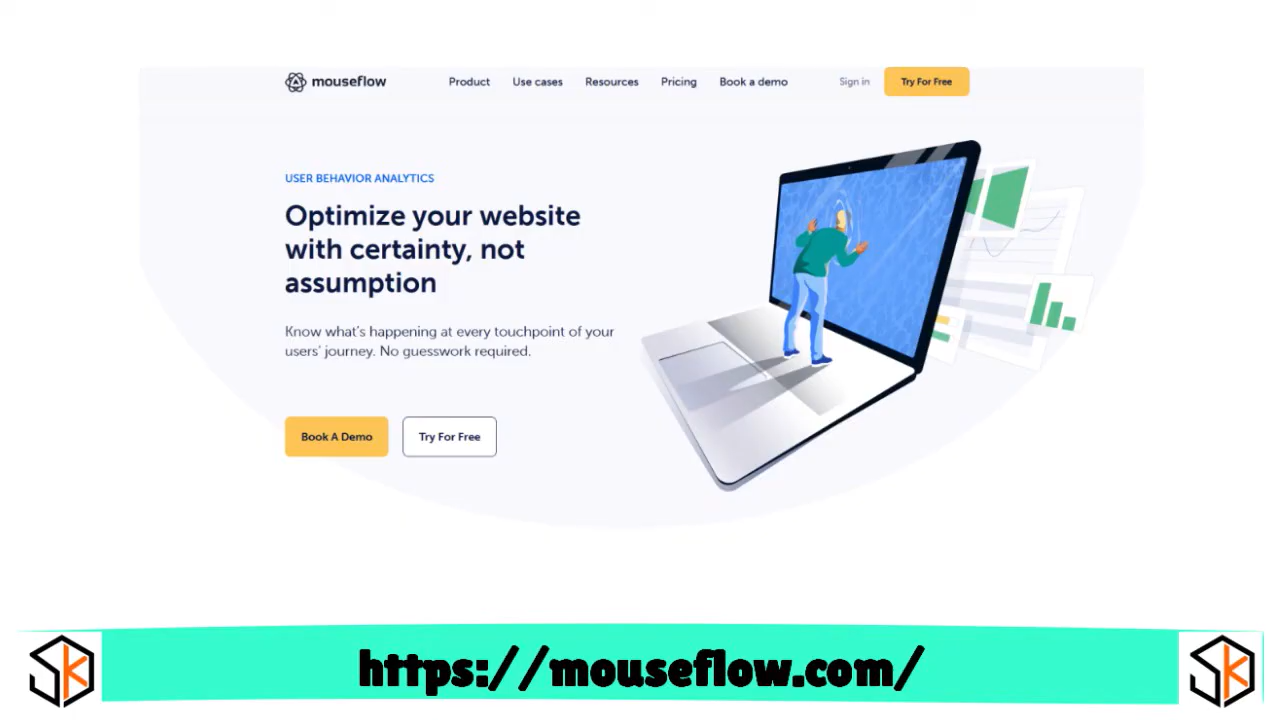 mouseflow
Product Use cases Resources Pricing Book a demo Sign in Try For Free
USER BEHAVIOR ANALYTICS
Optimize your website
with certainty, not
assumption
Know what's happening at every touchpoint of your
users' journey. No guesswork required.
Book A Demo Try For Free
SK https://mouseflow.com/ SK